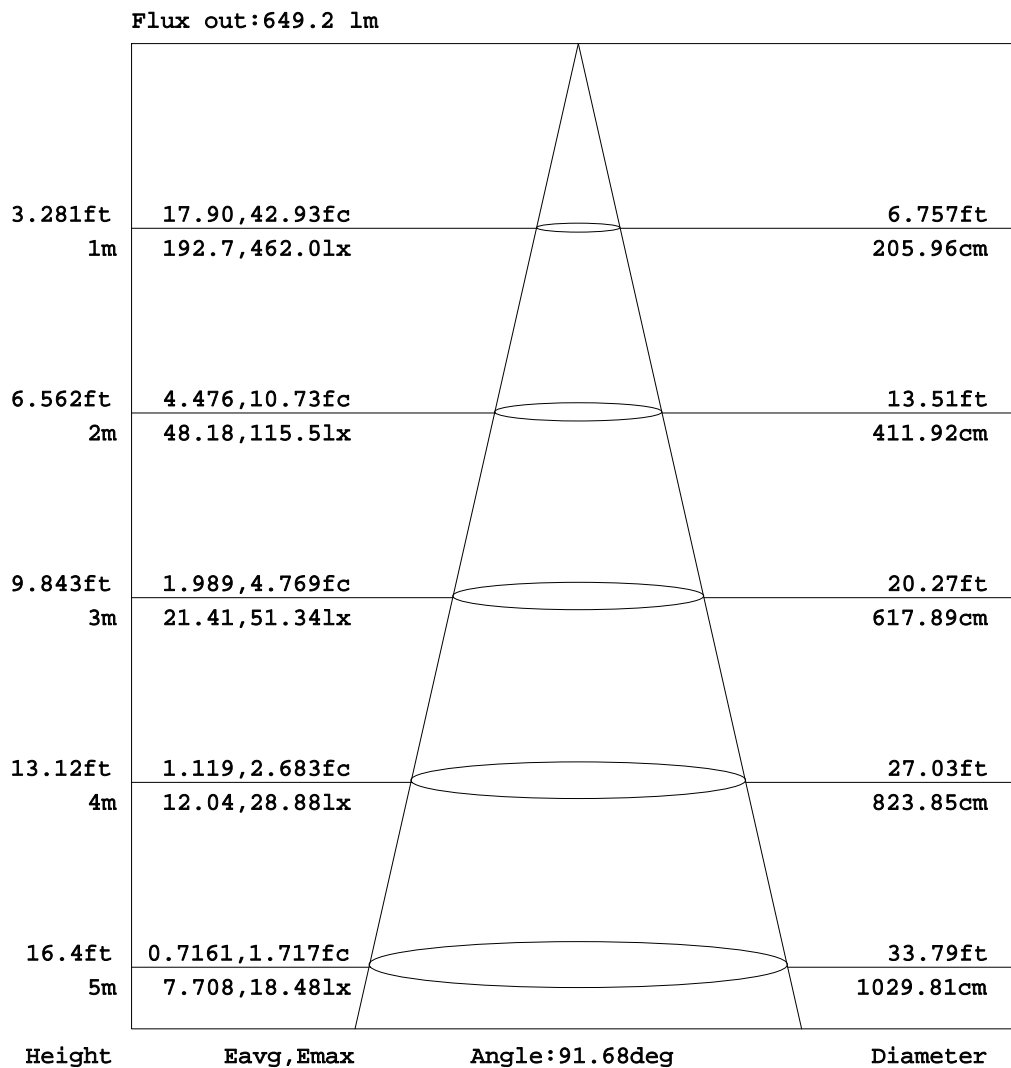 Flux out:649.2 lm
3.281ft 17.90,42.93fc 6.757ft
1m 192.7,462.0lx 205.96cm
6.562ft 4.476,10.73fc 13.51ft
2m 48.18,115.5lx 411.92cm
9.843ft 1.989,4.769fc 20.27ft
3m 21.41,51.34lx 617.89cm
13.12ft 1.119,2.683fc 27.03ft
4m 12.04,28.88lx 823.85cm
16.4ft 0.7161,1.717fc 33.79ft
5m 7.708,18.48lx 1029.81cm
Height Eavg,Emax Angle:91.68deg Diameter